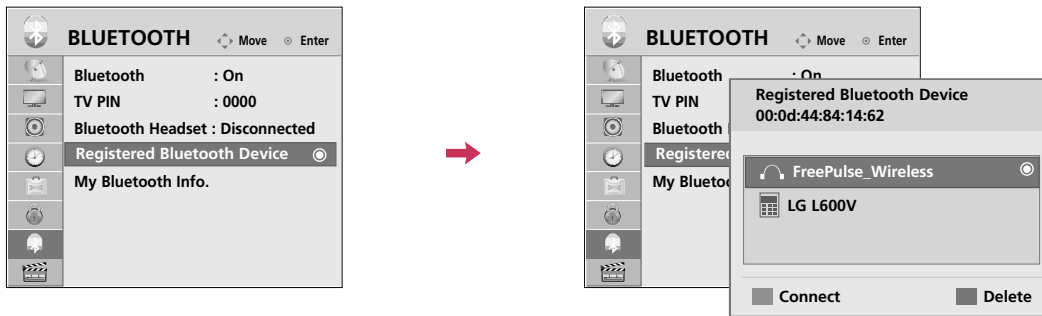 BLUETOOTH Move Enter
Bluetooth : On
TV PIN : 0000
Bluetooth Headset : Disconnected
Registered Bluetooth Device
My Bluetooth Info.
BLUETOOTH Move Enter
Bluetooth : On
TV PIN
Bluetooth
Registered
My Bluetoo
Registered Bluetooth Device
00:0d:44:84:14:62
FreePulse_Wireless
LG L600V
Connect Delete